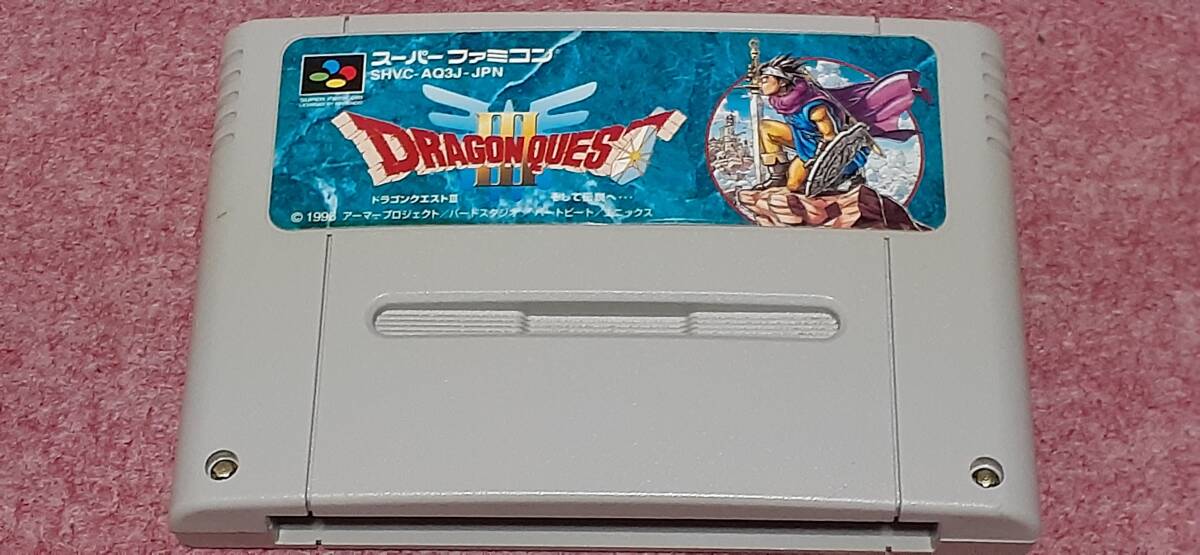 スーパーファミコン
SHVC-AQ3J-JPN
SUPER FAMICOM
III
DRAGON QUEST
ドラゴンクエストIII そして伝説へ・・・
© 1996 アーマープロジェクト/バードスタジオ/ハートビート/エニックス